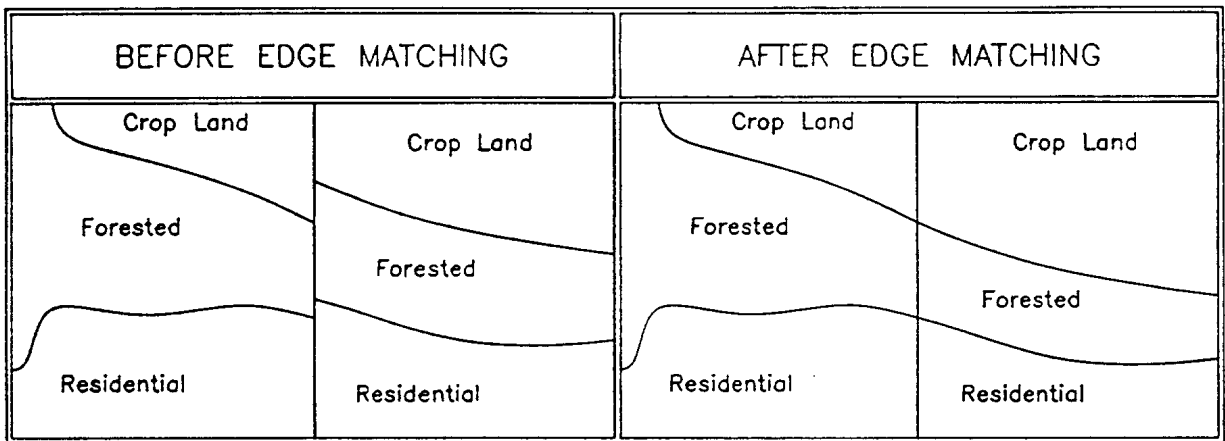 BEFORE EDGE MATCHING
Crop Land
Crop Land
Forested
Forested
Residential
Residential
AFTER EDGE MATCHING
Crop Land
Crop Land
Forested
Forested
Residential
Residential